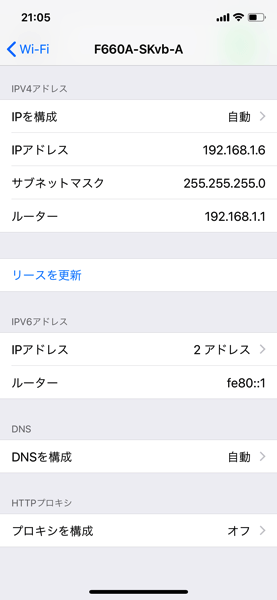 21:05
Wi-Fi
F660A-SKvb-A
IPV4アドレス
IPを構成 自動
IPアドレス 192.168.1.6
サブネットマスク 255.255.255.0
ルーター 192.168.1.1
リースを更新
IPV6アドレス
IPアドレス 2 アドレス
ルーター fe80::1
DNS
DNSを構成 自動
HTTPプロキシ
プロキシを構成 オフ